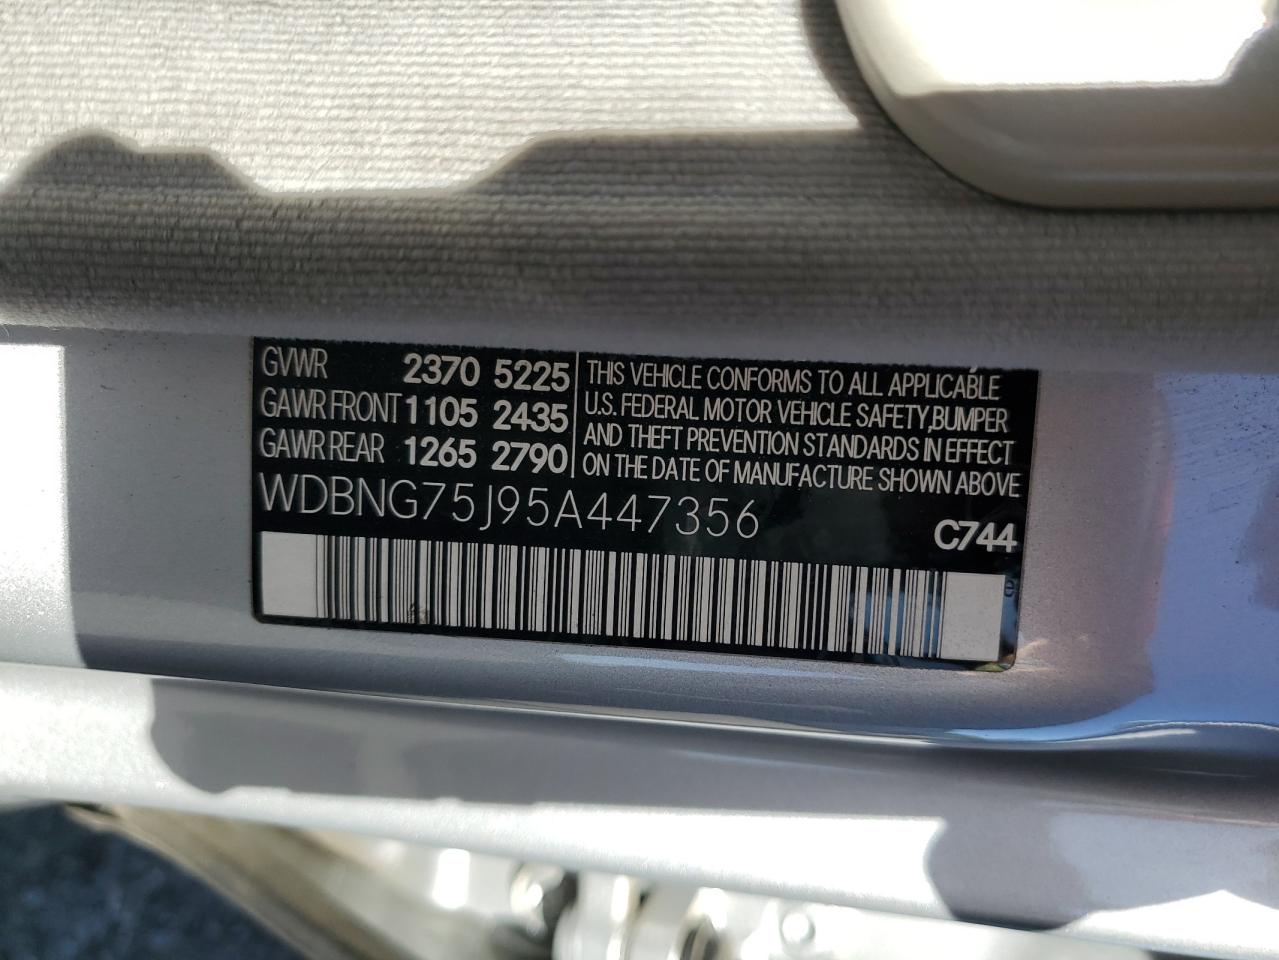 GVWR 2370 5225
GAWR FRONT 1105 2435
GAWR REAR 1265 2790
THIS VEHICLE CONFORMS TO ALL APPLICABLE
U.S. FEDERAL MOTOR VEHICLE SAFETY, BUMPER
AND THEFT PREVENTION STANDARDS IN EFFECT
ON THE DATE OF MANUFACTURE SHOWN ABOVE
WDBNG75J95A447356
C744